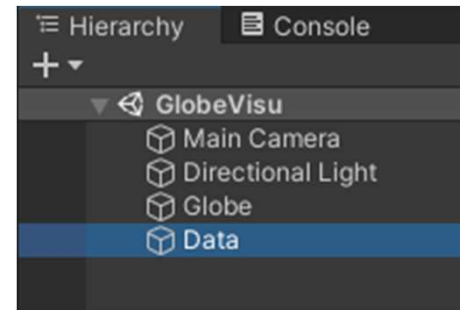 Hierarchy Console
GlobeVisu
Main Camera
Directional Light
Globe
Data